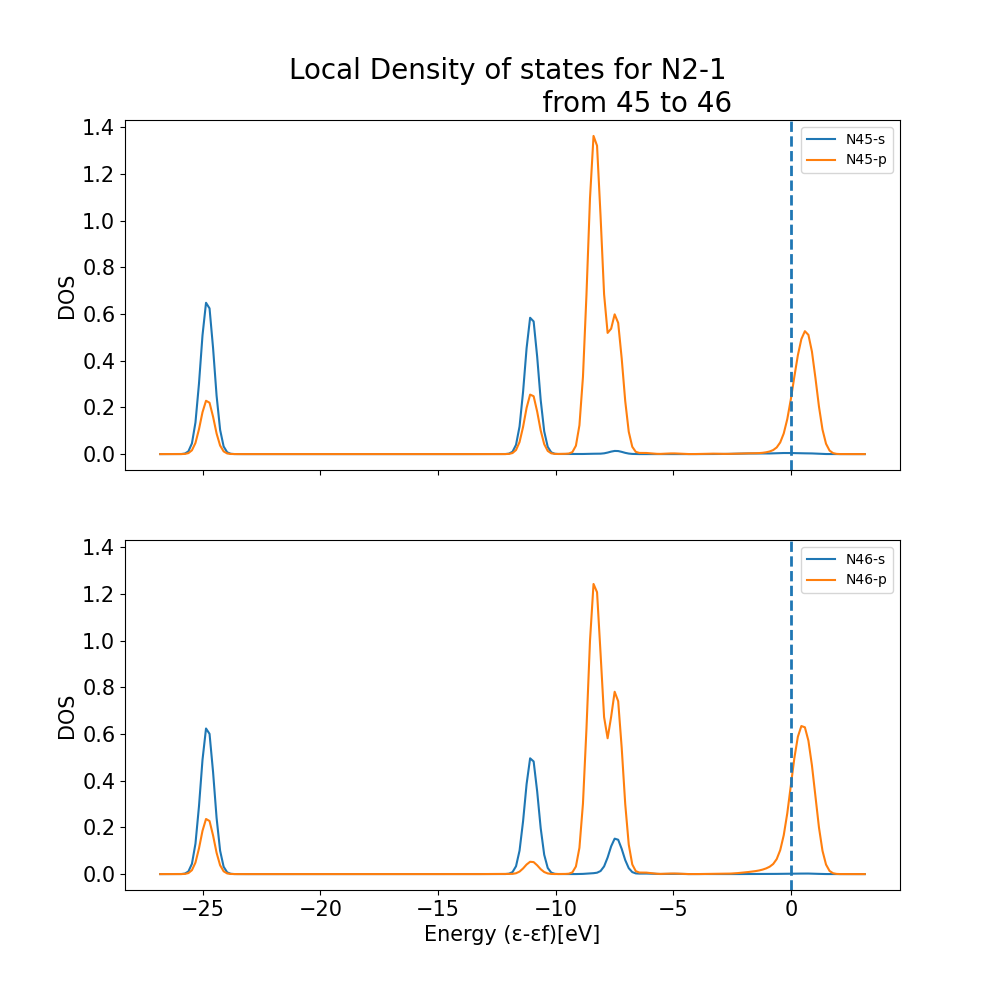 Local Density of states for N2-1
from 45 to 46
1.4
1.2
1.0
0.8
0.6
0.4
0.2
0.0
DOS
N45-s
N45-p
1.4
1.2
1.0
0.8
0.6
0.4
0.2
0.0
DOS
N46-s
N46-p
−25
−20
−15
−10
−5
0
Energy (ε-εf)[eV]